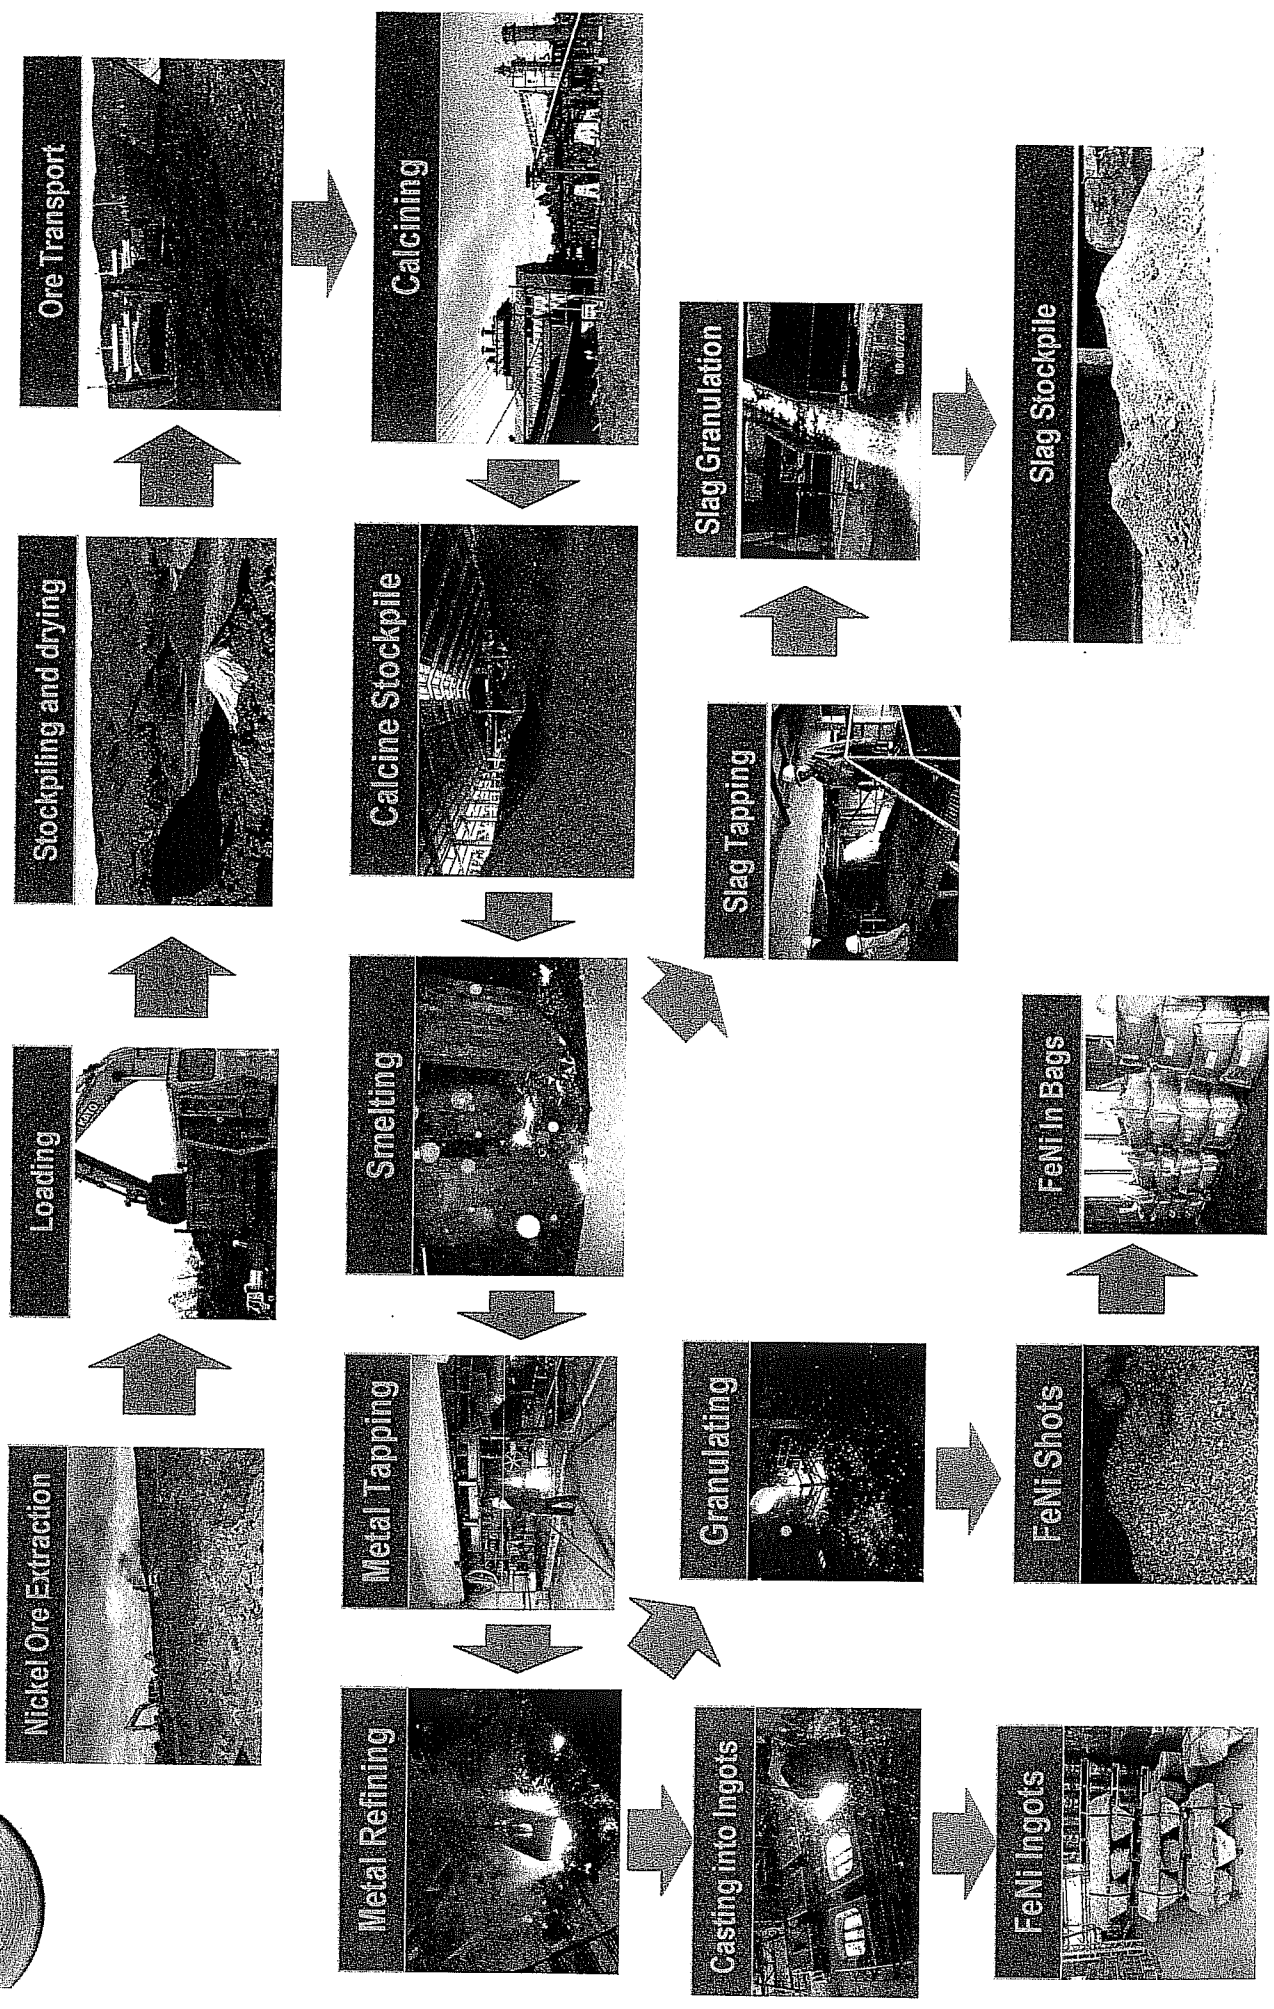 Nickel Ore Extraction
Loading
Stockpiling and drying
Ore Transport
Calcining
Calcine Stockpile
Smelting
Metal Tapping
Metal Refining
Slag Tapping
Slag Granulation
Slag Stockpile
Casting into Ingots
Granulating
FeNi Ingots
FeNi Shots
FeNi In Bags